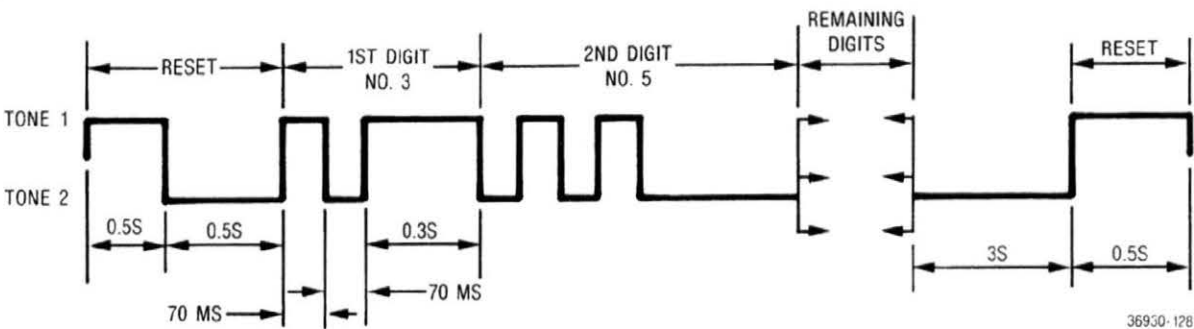 REMAINING
DIGITS
RESET
1ST DIGIT
NO. 3
2ND DIGIT
NO. 5
RESET
TONE 1
TONE 2
0.5S
0.5S
0.3S
3S
0.5S
70 MS
70 MS
36930-128